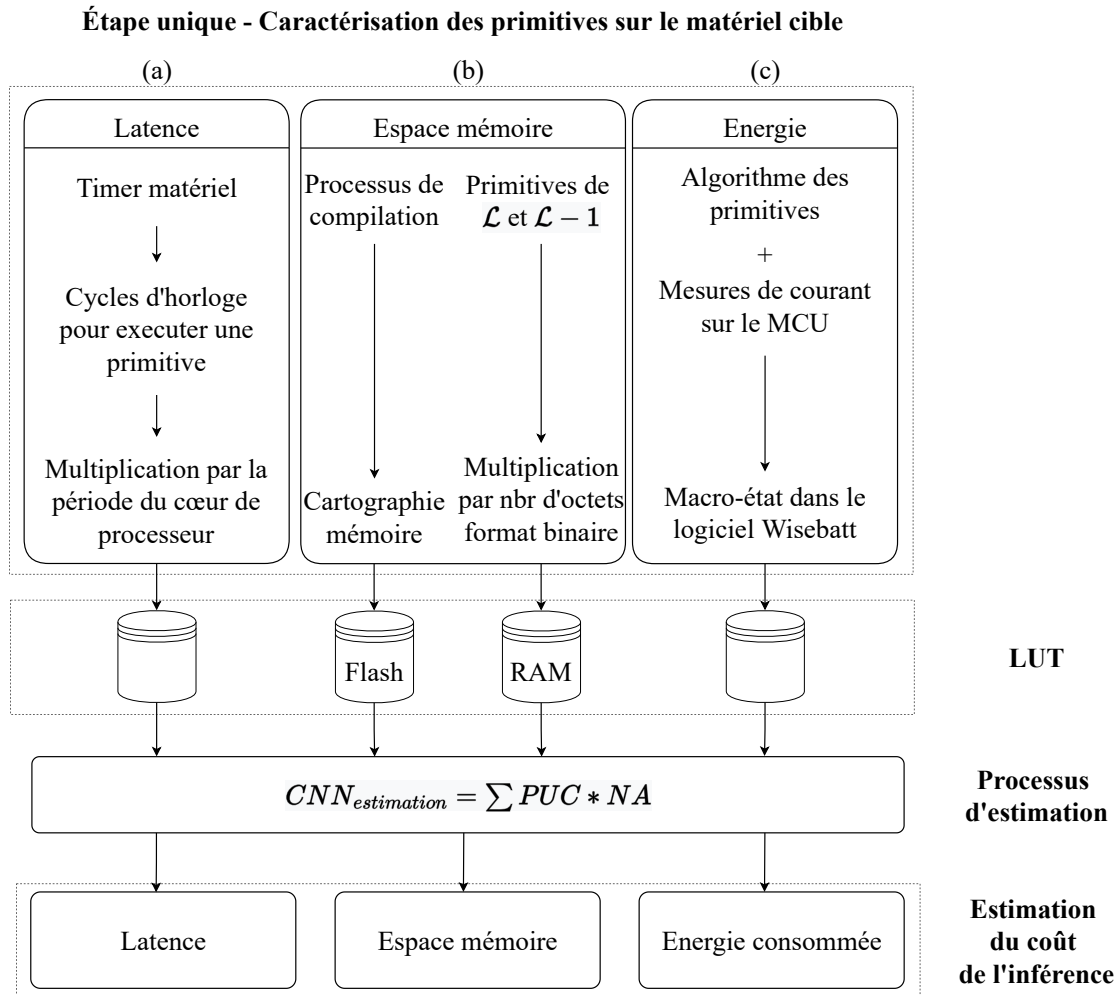 Étape unique - Caractérisation des primitives sur le matériel cible
(a)
(b)
(c)
Latence
Espace mémoire
Energie
Timer matériel
Cycles d'horloge
pour executer une
primitive
Multiplication par la
période du cœur de
processeur
Processus de
compilation
Cartographie
mémoire
Primitives de
𝓛 et 𝓛 − 1
Multiplication
par nbr d'octets
format binaire
Algorithme des
primitives
+
Mesures de courant
sur le MCU
Macro-état dans le
logiciel Wisebatt
Flash
RAM
LUT
CNN_estimation = ∑ PUC * NA
Processus
d'estimation
Latence
Espace mémoire
Energie consommée
Estimation
du coût
de l'inférence